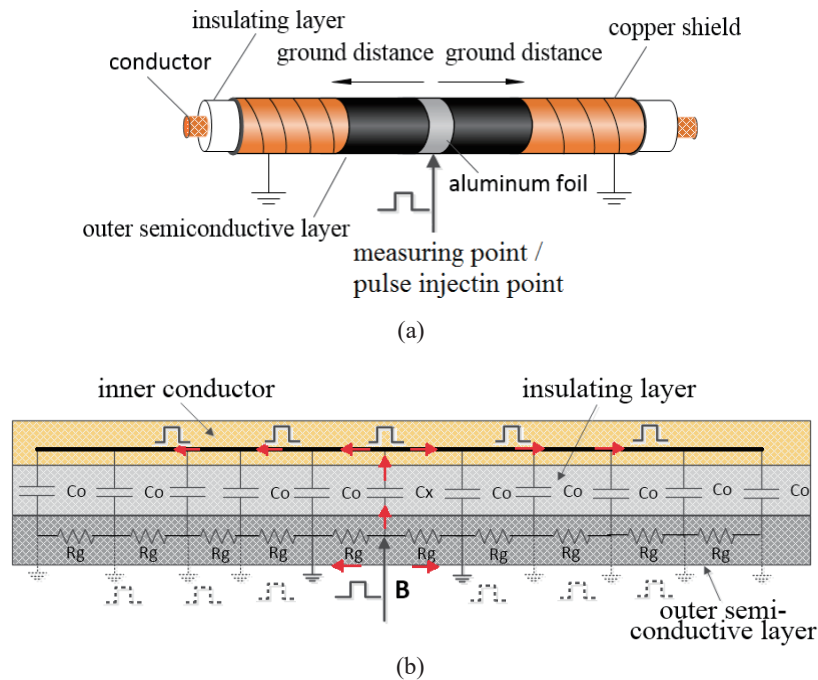 insulating layer
conductor
ground distance
ground distance
copper shield
aluminum foil
outer semiconductive layer
measuring point /
pulse injectin point
(a)
inner conductor
insulating layer
Co
Co
Co
Co
Cx
Co
Co
Co
Co
Co
Rg
Rg
Rg
Rg
Rg
Rg
Rg
Rg
Rg
Rg
B
outer semi-
conductive layer
(b)